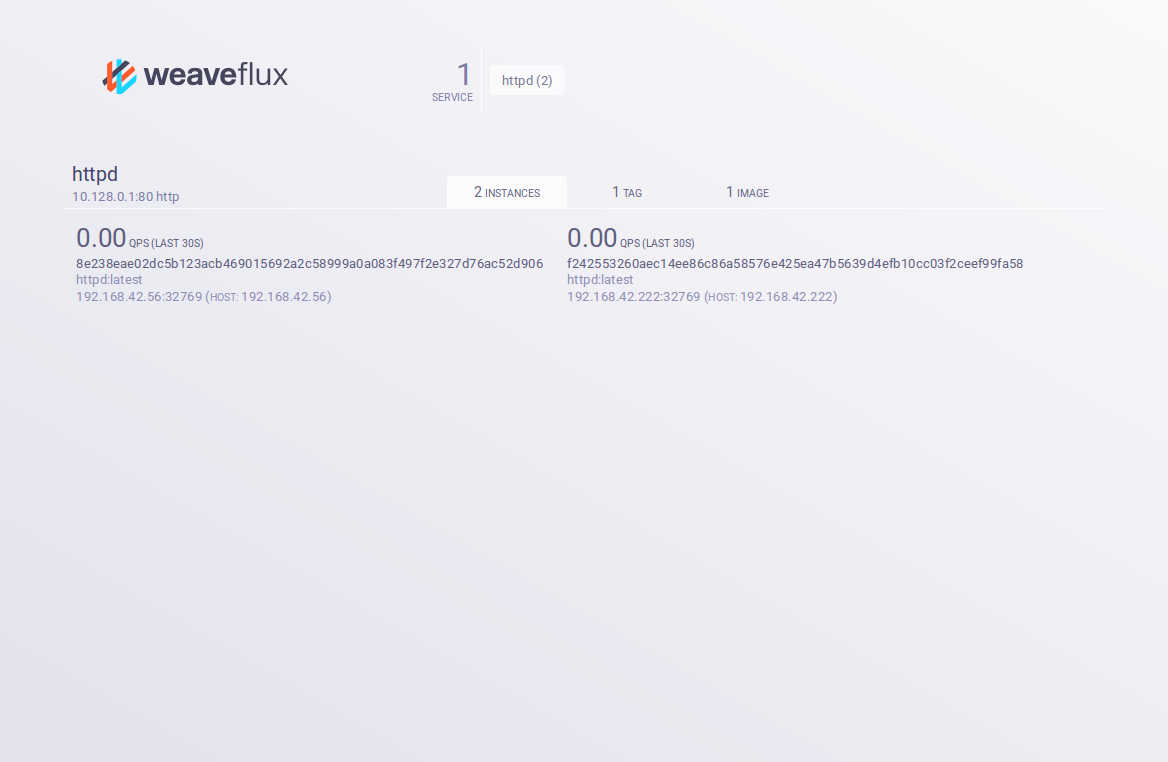 weaveflux
1
SERVICE
httpd (2)
httpd
10.128.0.1:80 http
2 INSTANCES
1 TAG
1 IMAGE
0.00 QPS (LAST 30S)
8e238eae02dc5b123acb469015692a2c58999a0a083f497f2e327d76ac52d906
httpd:latest
192.168.42.56:32769 (HOST: 192.168.42.56)
0.00 QPS (LAST 30S)
f242553260aec14ee86c86a58576e425ea47b5639d4efb10cc03f2ceef99fa58
httpd:latest
192.168.42.222:32769 (HOST: 192.168.42.222)